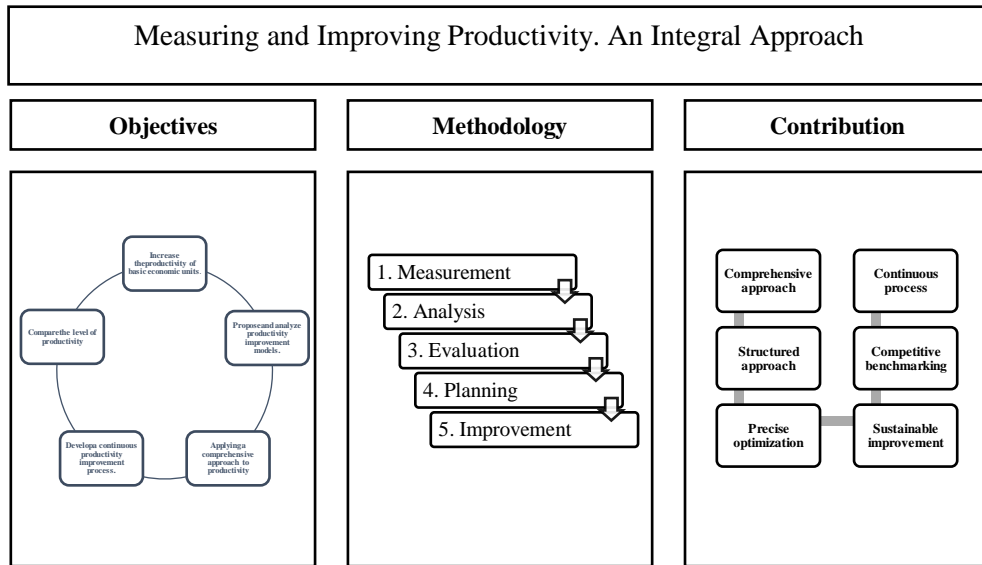 Measuring and Improving Productivity. An Integral Approach
Objectives
Increase
theproductivity of
basic economic units.
Proposeand analyze
productivity
improvement
models.
Applyinga
comprehensive
approach to
productivity
Developa continuous
productivity
improvement
process.
Comparethe level of
productivity
Methodology
1. Measurement
2. Analysis
3. Evaluation
4. Planning
5. Improvement
Contribution
Comprehensive
approach
Structured
approach
Precise
optimization
Sustainable
improvement
Competitive
benchmarking
Continuous
process